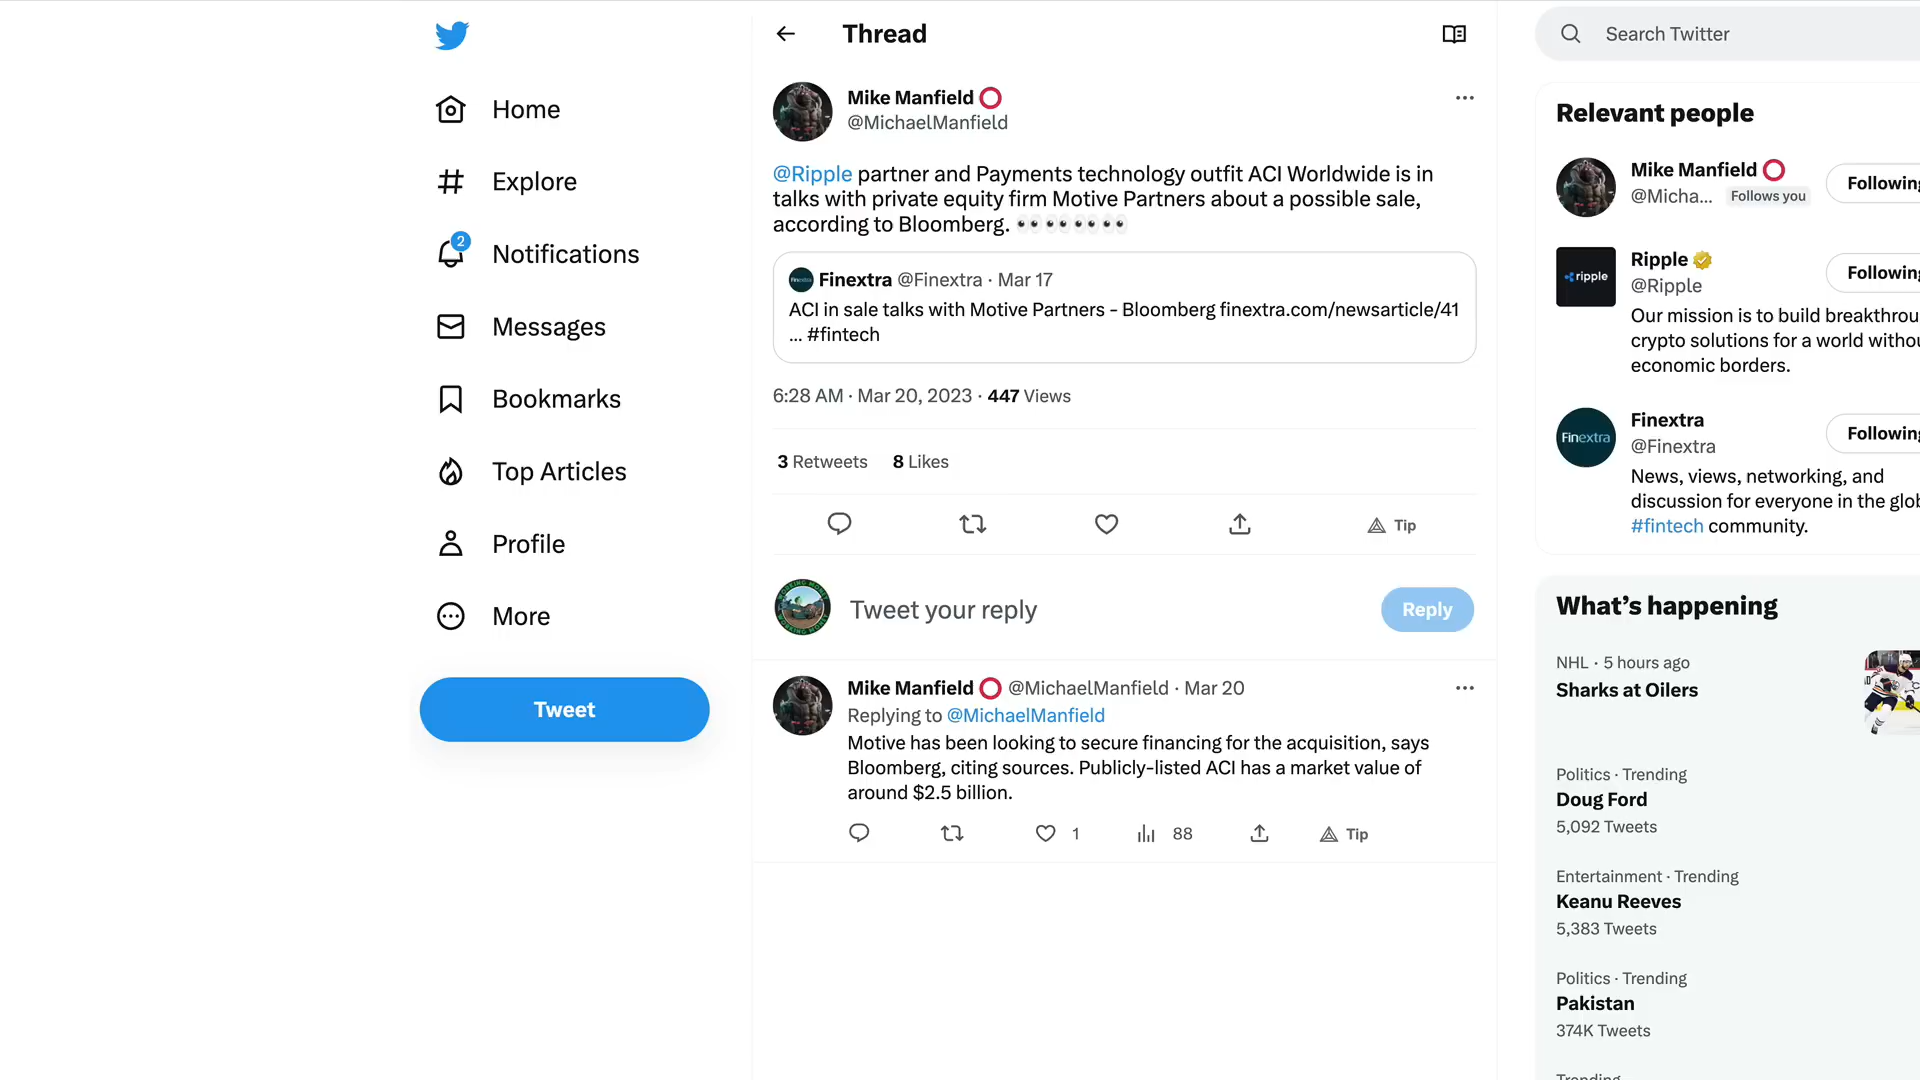 Thread
Search Twitter
Home
Explore
2
Notifications
Messages
Bookmarks
Top Articles
Profile
More
Tweet
Mike Manfield
@MichaelManfield
@Ripple partner and Payments technology outfit ACI Worldwide is in
talks with private equity firm Motive Partners about a possible sale,
according to Bloomberg.
Finextra @Finextra · Mar 17
ACI in sale talks with Motive Partners - Bloomberg finextra.com/newsarticle/41
... #fintech
6:28 AM · Mar 20, 2023 · 447 Views
3 Retweets 8 Likes
Tip
Tweet your reply
Reply
Mike Manfield @MichaelManfield · Mar 20
Replying to @MichaelManfield
Motive has been looking to secure financing for the acquisition, says
Bloomberg, citing sources. Publicly-listed ACI has a market value of
around $2.5 billion.
1 88 Tip
Relevant people
Mike Manfield
@Micha... Follows you
Following
ripple
Ripple
@Ripple
Following
Our mission is to build breakthrou
crypto solutions for a world witho
economic borders.
Finextra
Finextra
@Finextra
Following
News, views, networking, and
discussion for everyone in the glob
#fintech community.
What's happening
NHL · 5 hours ago
Sharks at Oilers
Politics · Trending
Doug Ford
5,092 Tweets
Entertainment · Trending
Keanu Reeves
5,383 Tweets
Politics · Trending
Pakistan
374K Tweets